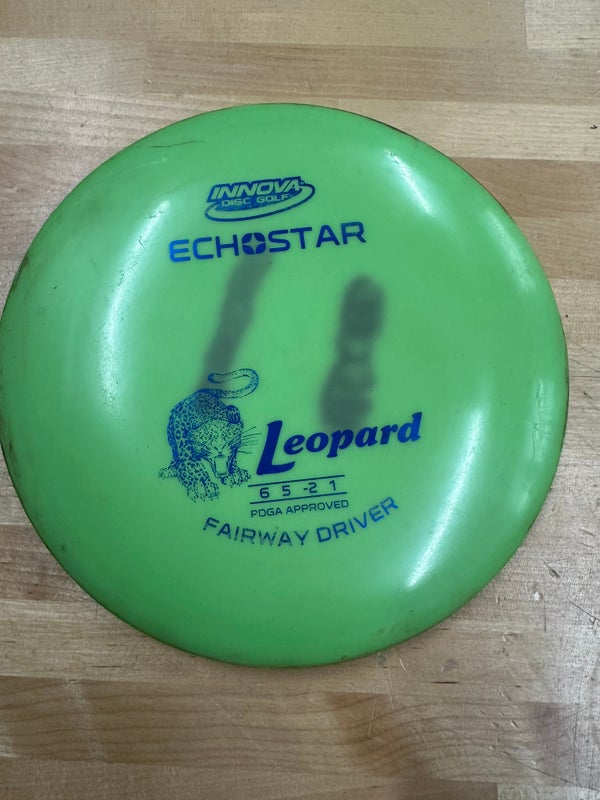 INNOVA
DISC GOLF
ECHOSTAR
Leopard
6 5 -2 1
PDGA APPROVED
FAIRWAY DRIVER